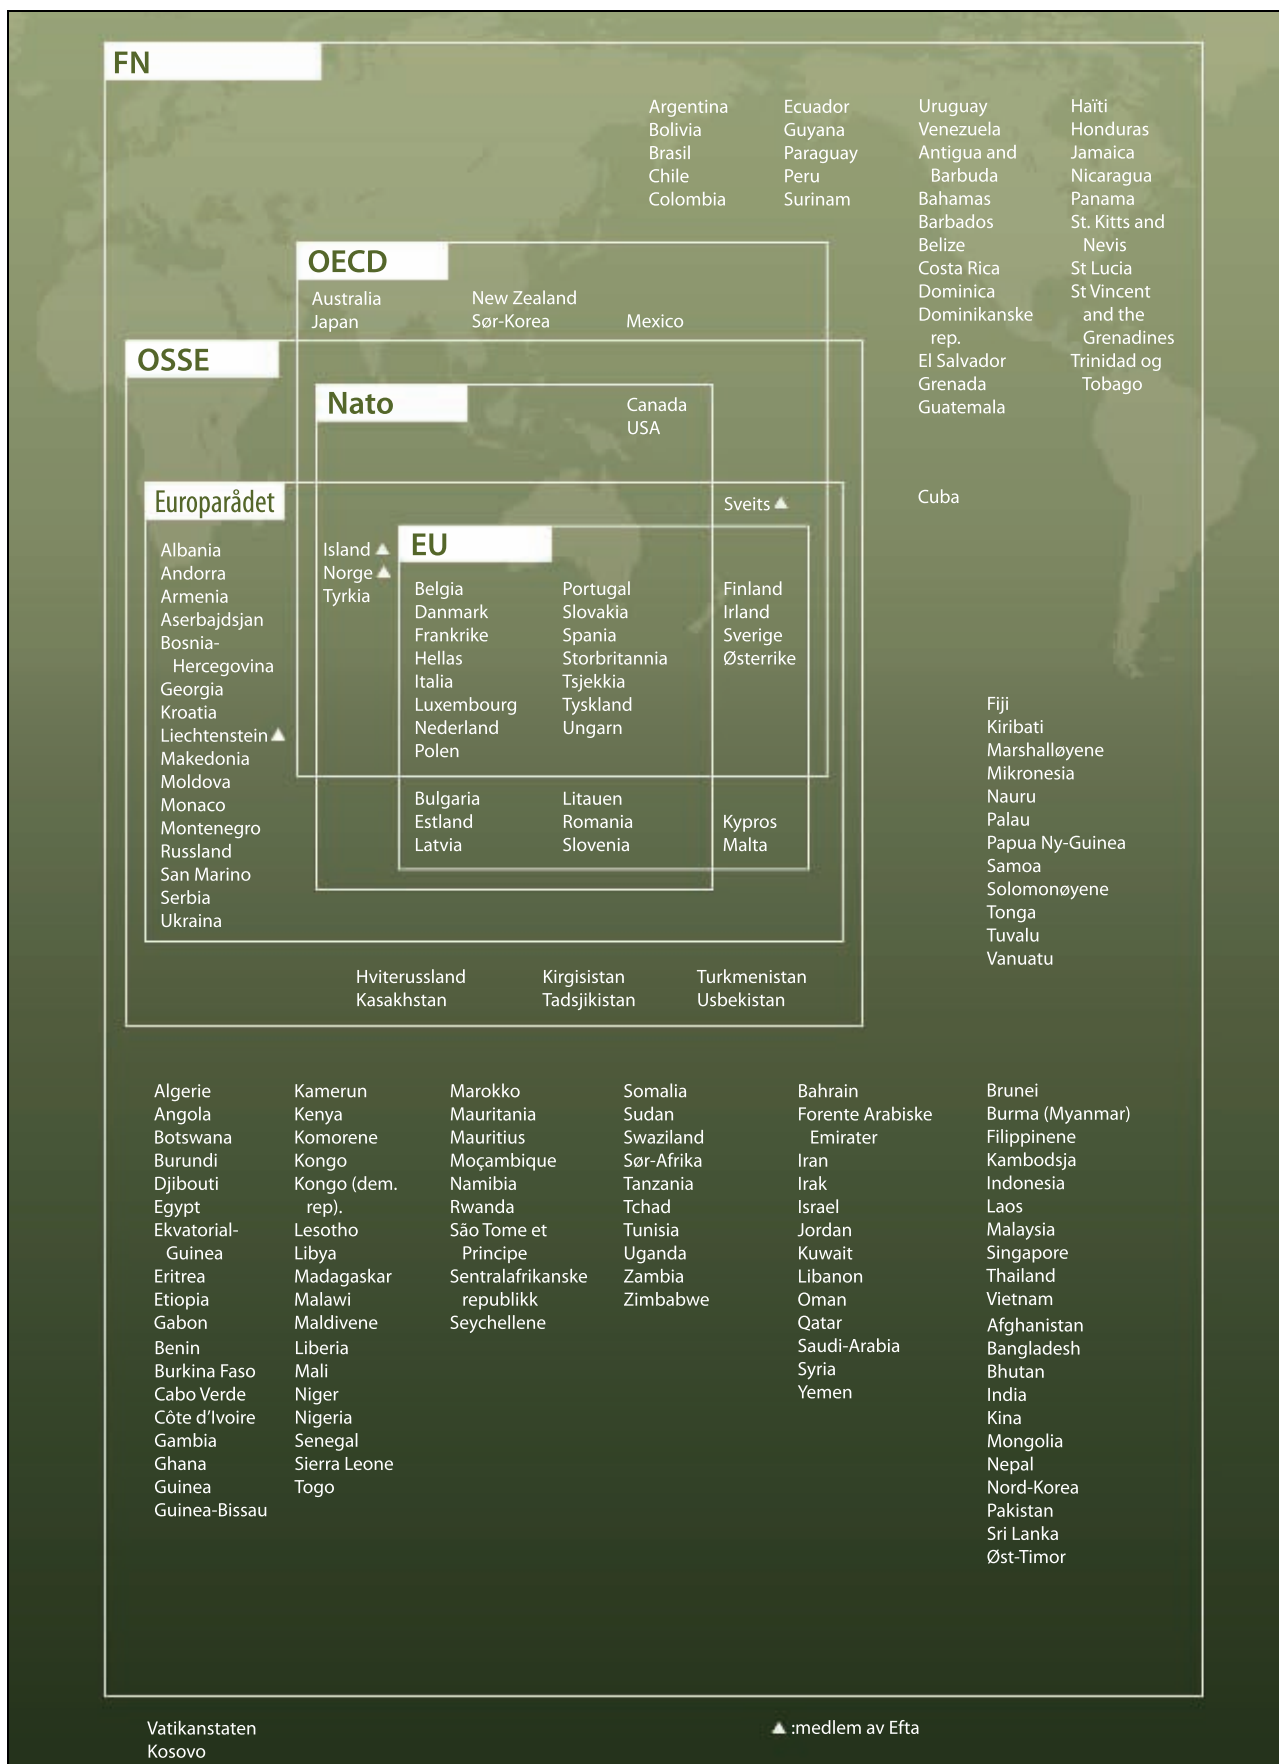 FN
Argentina
Bolivia
Brasil
Chile
Colombia
Ecuador
Guyana
Paraguay
Peru
Surinam
Uruguay
Venezuela
Antigua and
Barbuda
Bahamas
Barbados
Belize
Costa Rica
Dominica
Dominikanske
rep.
El Salvador
Grenada
Guatemala
Haïti
Honduras
Jamaica
Nicaragua
Panama
St. Kitts and
Nevis
St Lucia
St Vincent
and the
Grenadines
Trinidad og
Tobago
Cuba
OECD
Australia
Japan
New Zealand
Sør-Korea
Mexico
OSSE
Nato
Canada
USA
Europarådet
Sveits ▲
Albania
Andorra
Armenia
Aserbajdsjan
Bosnia-
Hercegovina
Georgia
Kroatia
Liechtenstein ▲
Makedonia
Moldova
Monaco
Montenegro
Russland
San Marino
Serbia
Ukraina
Island ▲
Norge ▲
Tyrkia
EU
Belgia
Danmark
Frankrike
Hellas
Italia
Luxembourg
Nederland
Polen
Portugal
Slovakia
Spania
Storbritannia
Tsjekkia
Tyskland
Ungarn
Finland
Irland
Sverige
Østerrike
Bulgaria
Estland
Latvia
Litauen
Romania
Slovenia
Kypros
Malta
Hviterussland
Kasakhstan
Kirgisistan
Tadsjikistan
Turkmenistan
Usbekistan
Fiji
Kiribati
Marshalløyene
Mikronesia
Nauru
Palau
Papua Ny-Guinea
Samoa
Solomonøyene
Tonga
Tuvalu
Vanuatu
Algerie
Angola
Botswana
Burundi
Djibouti
Egypt
Ekvatorial-
Guinea
Eritrea
Etiopia
Gabon
Benin
Burkina Faso
Cabo Verde
Côte d'Ivoire
Gambia
Ghana
Guinea
Guinea-Bissau
Kamerun
Kenya
Komorene
Kongo
Kongo (dem.
rep).
Lesotho
Libya
Madagaskar
Malawi
Maldivene
Liberia
Mali
Niger
Nigeria
Senegal
Sierra Leone
Togo
Marokko
Mauritania
Mauritius
Moçambique
Namibia
Rwanda
São Tome et
Principe
Sentralafrikanske
republikk
Seychellene
Somalia
Sudan
Swaziland
Sør-Afrika
Tanzania
Tchad
Tunisia
Uganda
Zambia
Zimbabwe
Bahrain
Forente Arabiske
Emirater
Iran
Irak
Israel
Jordan
Kuwait
Libanon
Oman
Qatar
Saudi-Arabia
Syria
Yemen
Brunei
Burma (Myanmar)
Filippinene
Kambodsja
Indonesia
Laos
Malaysia
Singapore
Thailand
Vietnam
Afghanistan
Bangladesh
Bhutan
India
Kina
Mongolia
Nepal
Nord-Korea
Pakistan
Sri Lanka
Øst-Timor
Vatikanstaten
Kosovo
▲ :medlem av Efta